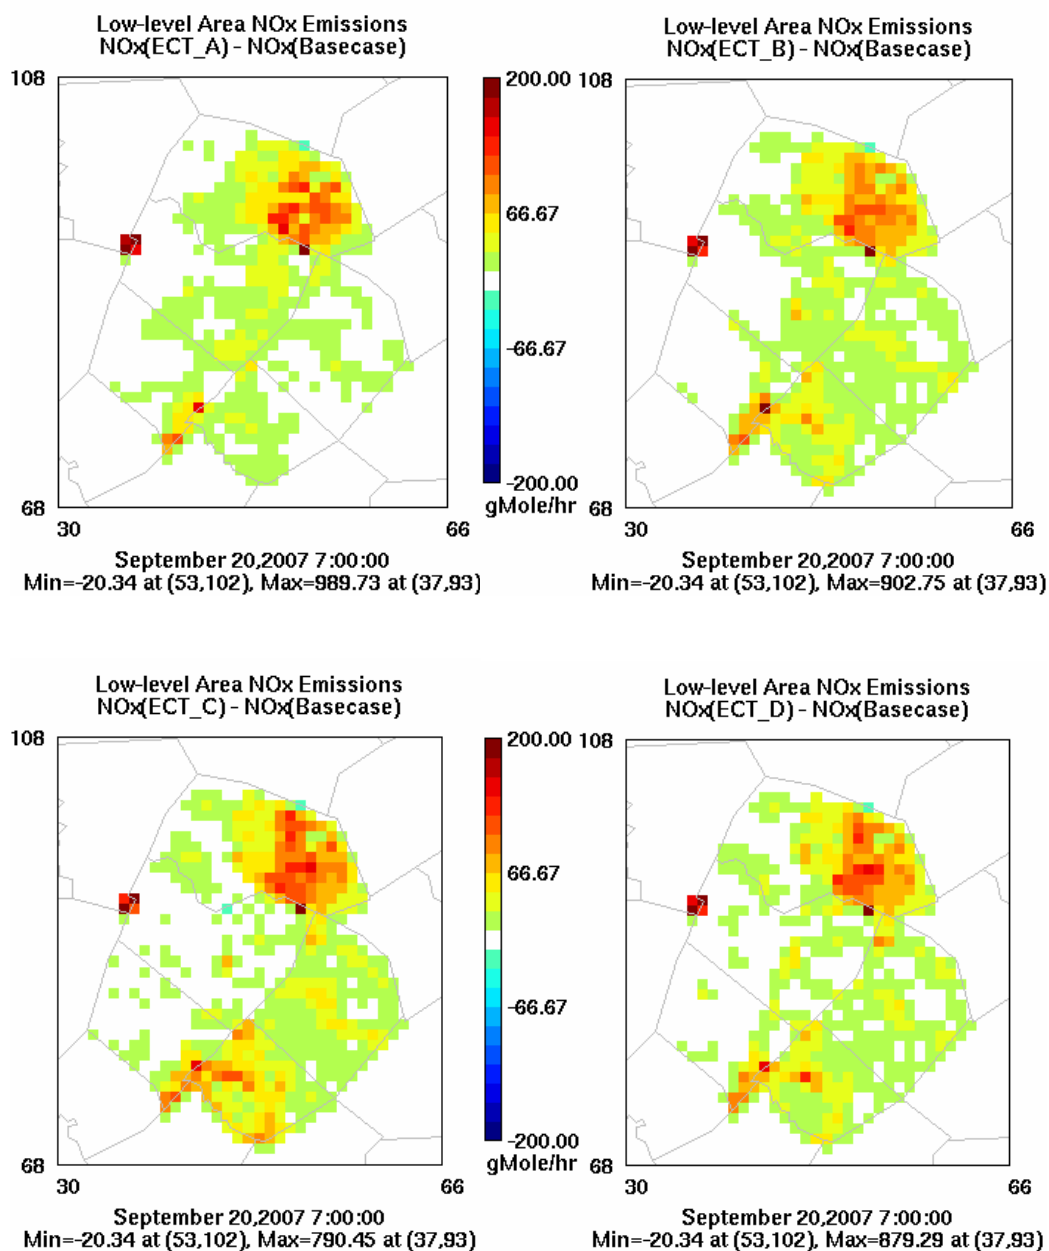 Low-level Area NOx Emissions
NOx(ECT_A) - NOx(Basecase)
108
200.00
66.67
-66.67
-200.00
gMole/hr
68
30
66
September 20,2007 7:00:00
Min=-20.34 at (53,102), Max=989.73 at (37,93)
Low-level Area NOx Emissions
NOx(ECT_B) - NOx(Basecase)
108
68
30
66
September 20,2007 7:00:00
Min=-20.34 at (53,102), Max=902.75 at (37,93)
Low-level Area NOx Emissions
NOx(ECT_C) - NOx(Basecase)
108
200.00
66.67
-66.67
-200.00
gMole/hr
68
30
66
September 20,2007 7:00:00
Min=-20.34 at (53,102), Max=790.45 at (37,93)
Low-level Area NOx Emissions
NOx(ECT_D) - NOx(Basecase)
108
68
30
66
September 20,2007 7:00:00
Min=-20.34 at (53,102), Max=879.29 at (37,93)